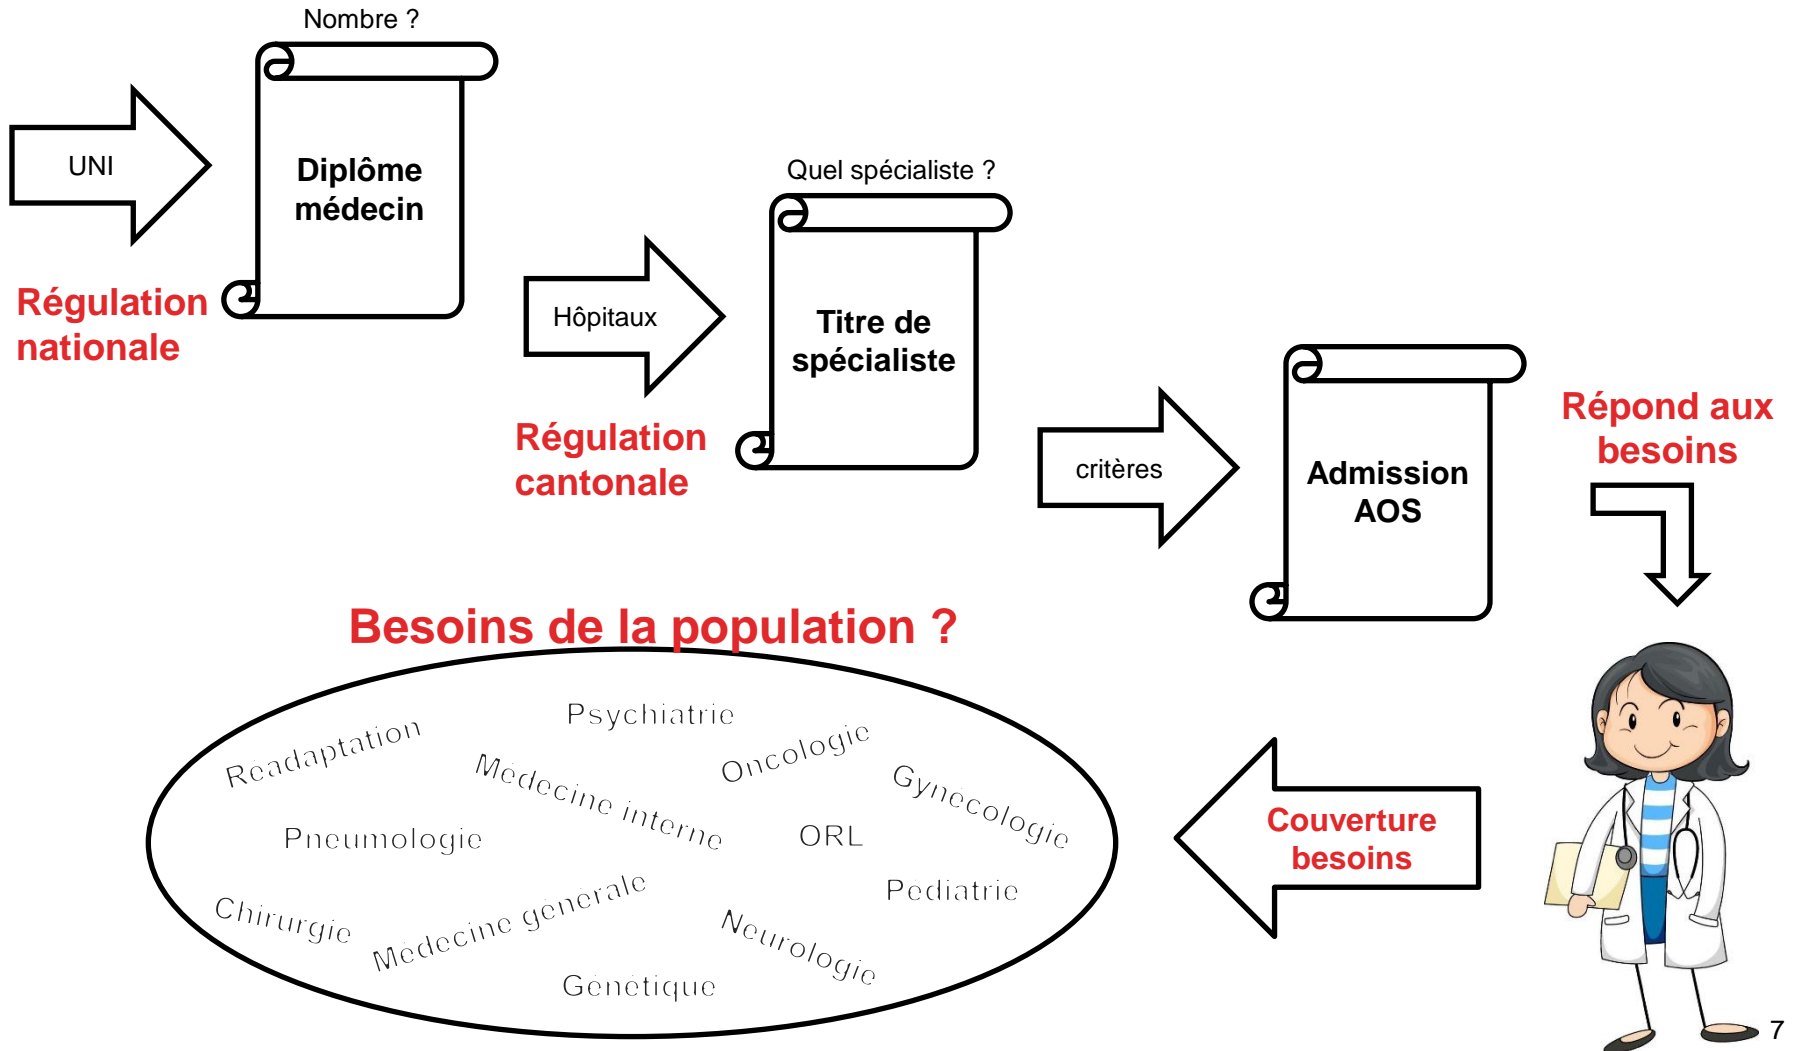 Nombre ?
UNI
Diplôme
médecin
Régulation
nationale
Quel spécialiste ?
Hôpitaux
Titre de
spécialiste
Régulation
cantonale
critères
Admission
AOS
Répond aux
besoins
Besoins de la population ?
Psychiatrie
Réadaptation
Oncologie
Médecine interne
Gynécologie
Pneumologie
ORL
Pédiatrie
Chirurgie
Médecine générale
Neurologie
Génétique
Couverture
besoins
7